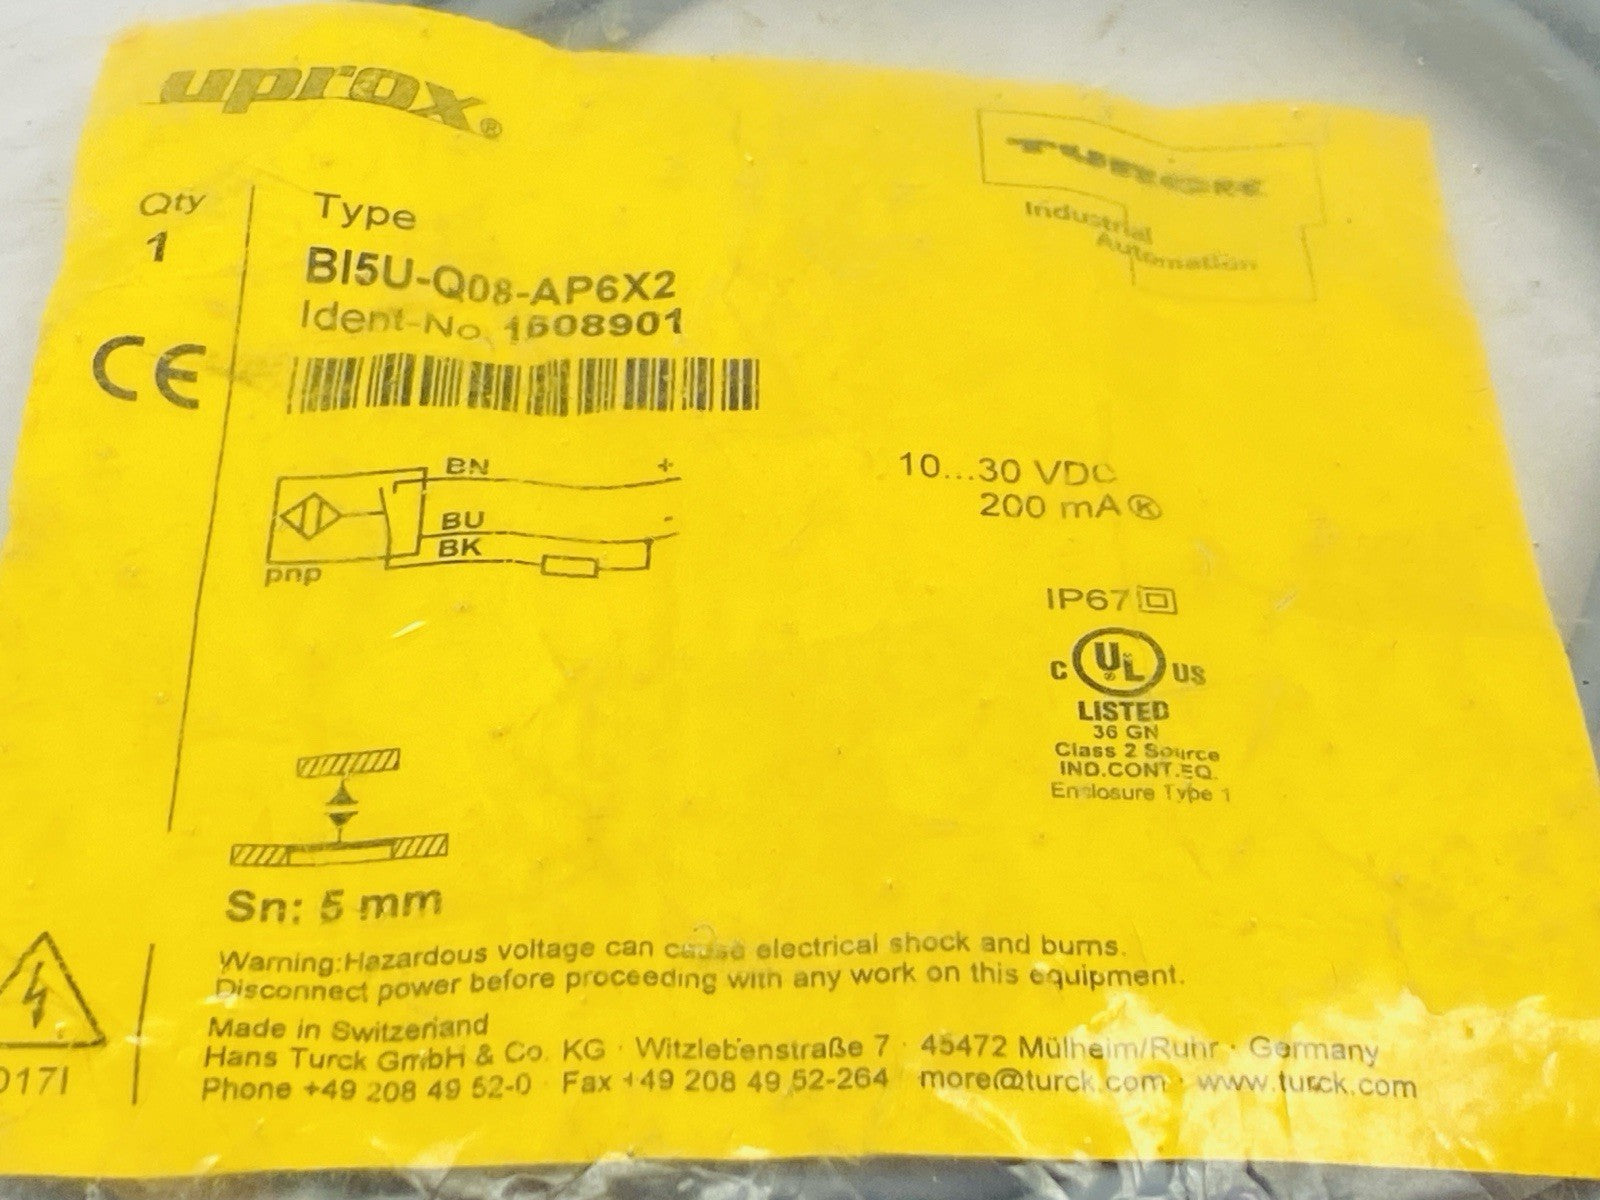 uprox®
TURCK
Industrial
Automation
Qty
1
Type
BI5U-Q08-AP6X2
Ident-No. 1608901
CE
BN +
BU -
BK
pnp
10...30 VDC
200 mA Ⓚ
IP67
C UL US
LISTED
36 GN
Class 2 Source
IND.CONT.EQ.
Enclosure Type 1
Sn: 5 mm
Warning:Hazardous voltage can cause electrical shock and burns.
Disconnect power before proceeding with any work on this equipment.
Made in Switzerland
Hans Turck GmbH & Co. KG · Witzlebenstraße 7 · 45472 Mülheim/Ruhr · Germany
Phone +49 208 49 52-0 · Fax +49 208 49 52-264 more@turck.com · www.turck.com
017I